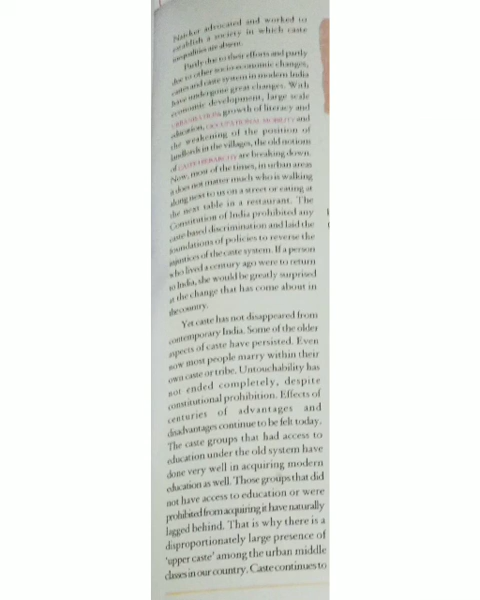 Naicker advocated and worked to
establish a society in which caste
inequalities are absent.
Partly due to their efforts and partly
due to other socio-economic changes,
castes and caste system in modern India
have undergone great changes. With
economic development, large scale
URBANISATION, growth of literacy and
education, OCCUPATIONAL MOBILITY and
the weakening of the position of
landlords in the villages, the old notions
of CASTE HIERARCHY are breaking down.
Now, most of the times, in urban areas
it does not matter much who is walking
along next to us on a street or eating at
the next table in a restaurant. The
Constitution of India prohibited any
caste-based discrimination and laid the
foundations of policies to reverse the
injustices of the caste system. If a person
who lived a century ago were to return
to India, she would be greatly surprised
at the change that has come about in
the country.
Yet caste has not disappeared from
contemporary India. Some of the older
aspects of caste have persisted. Even
now most people marry within their
own caste or tribe. Untouchability has
not ended completely, despite
constitutional prohibition. Effects of
centuries of advantages and
disadvantages continue to be felt today.
The caste groups that had access to
education under the old system have
done very well in acquiring modern
education as well. Those groups that did
not have access to education or were
prohibited from acquiring it have naturally
lagged behind. That is why there is a
disproportionately large presence of
'upper caste' among the urban middle
classes in our country. Caste continues to